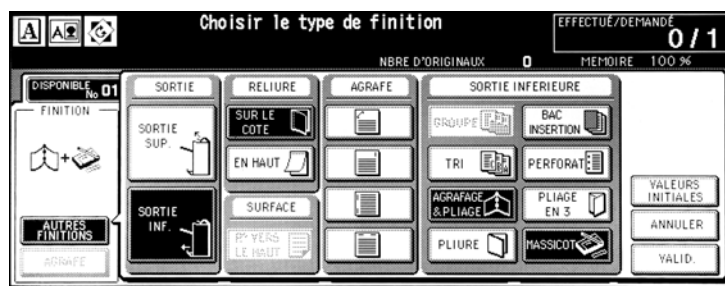 A A
Choisir le type de finition
EFFECTUÉ/DEMANDÉ
0/1
NBRE D'ORIGINAUX 0 MEMOIRE 100 %
DISPONIBLE No 01
FINITION
AUTRES
FINITIONS
AGRAFE
SORTIE
SORTIE
SUP.
SORTIE
INF.
RELIURE
SUR LE
COTE
EN HAUT
SURFACE
VERS
LE HAUT
AGRAFE
SORTIE INFERIEURE
GROUPE
BAC
INSERTION
TRI
PERFORAT
AGRAFAGE
&PLIAGE
PLIAGE
EN 3
PLIURE
MASSICOT
VALEURS
INITIALES
ANNULER
VALID.